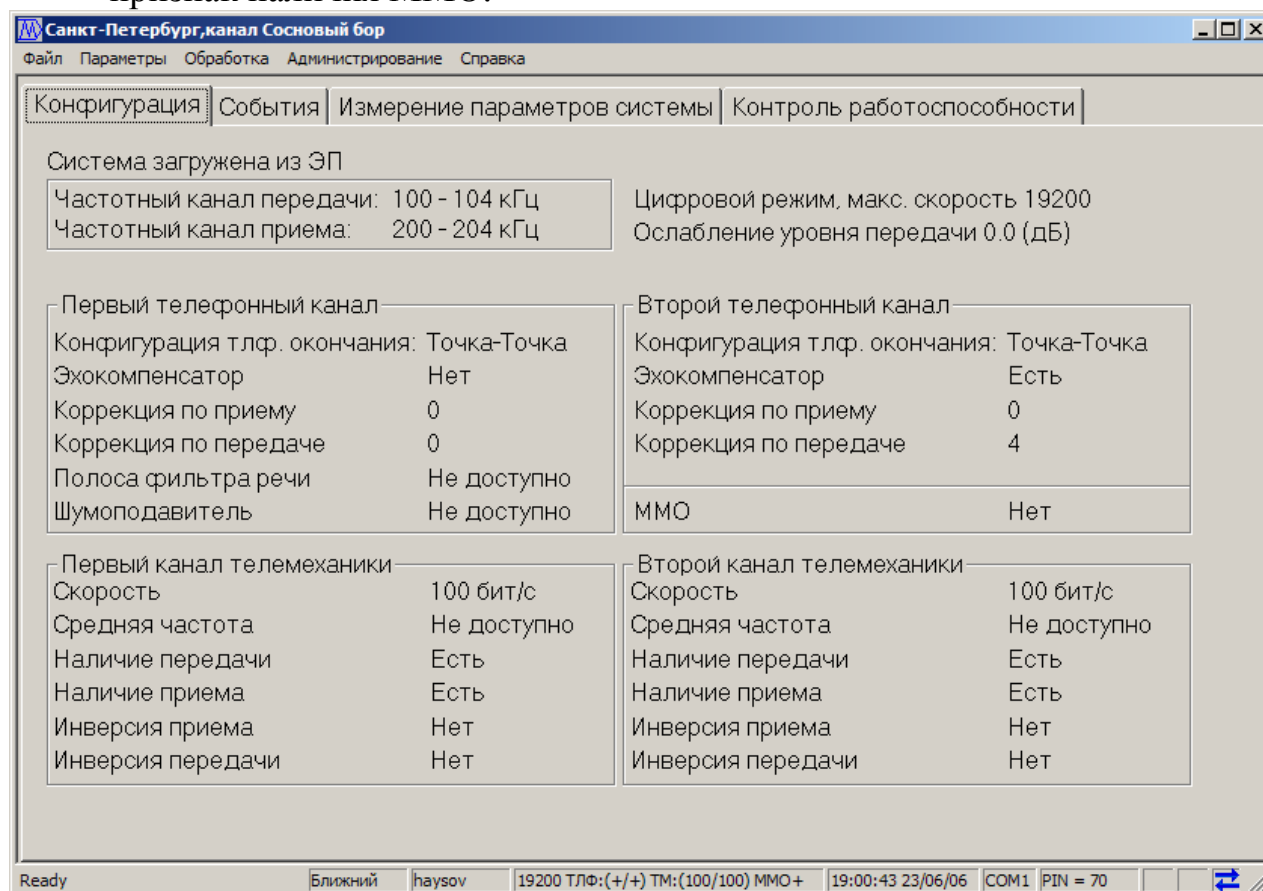 признак наличия ММО.
Санкт-Петербург,канал Сосновый бор
Файл Параметры Обработка Администрирование Справка
Конфигурация События Измерение параметров системы Контроль работоспособности
Система загружена из ЭП
Частотный канал передачи: 100 - 104 кГц
Частотный канал приема: 200 - 204 кГц
Цифровой режим, макс. скорость 19200
Ослабление уровня передачи 0.0 (дБ)
Первый телефонный канал
Конфигурация тлф. окончания: Точка-Точка
Эхокомпенсатор Нет
Коррекция по приему 0
Коррекция по передаче 0
Полоса фильтра речи Не доступно
Шумоподавитель Не доступно
Второй телефонный канал
Конфигурация тлф. окончания: Точка-Точка
Эхокомпенсатор Есть
Коррекция по приему 0
Коррекция по передаче 4
ММО Нет
Первый канал телемеханики
Скорость 100 бит/с
Средняя частота Не доступно
Наличие передачи Есть
Наличие приема Есть
Инверсия приема Нет
Инверсия передачи Нет
Второй канал телемеханики
Скорость 100 бит/с
Средняя частота Не доступно
Наличие передачи Есть
Наличие приема Есть
Инверсия приема Нет
Инверсия передачи Нет
Ready Ближний haysov 19200 ТЛФ:(+/+) ТМ:(100/100) ММО+ 19:00:43 23/06/06 COM1 PIN = 70